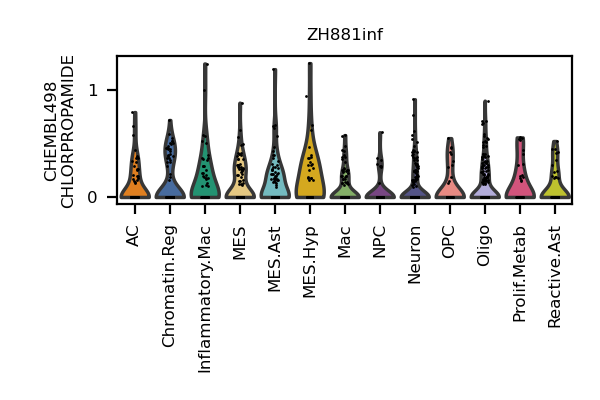 ZH881inf
CHEMBL498
CHLORPROPAMIDE
1
0
AC
Chromatin.Reg
Inflammatory.Mac
MES
MES.Ast
MES.Hyp
Mac
NPC
Neuron
OPC
Oligo
Prolif.Metab
Reactive.Ast